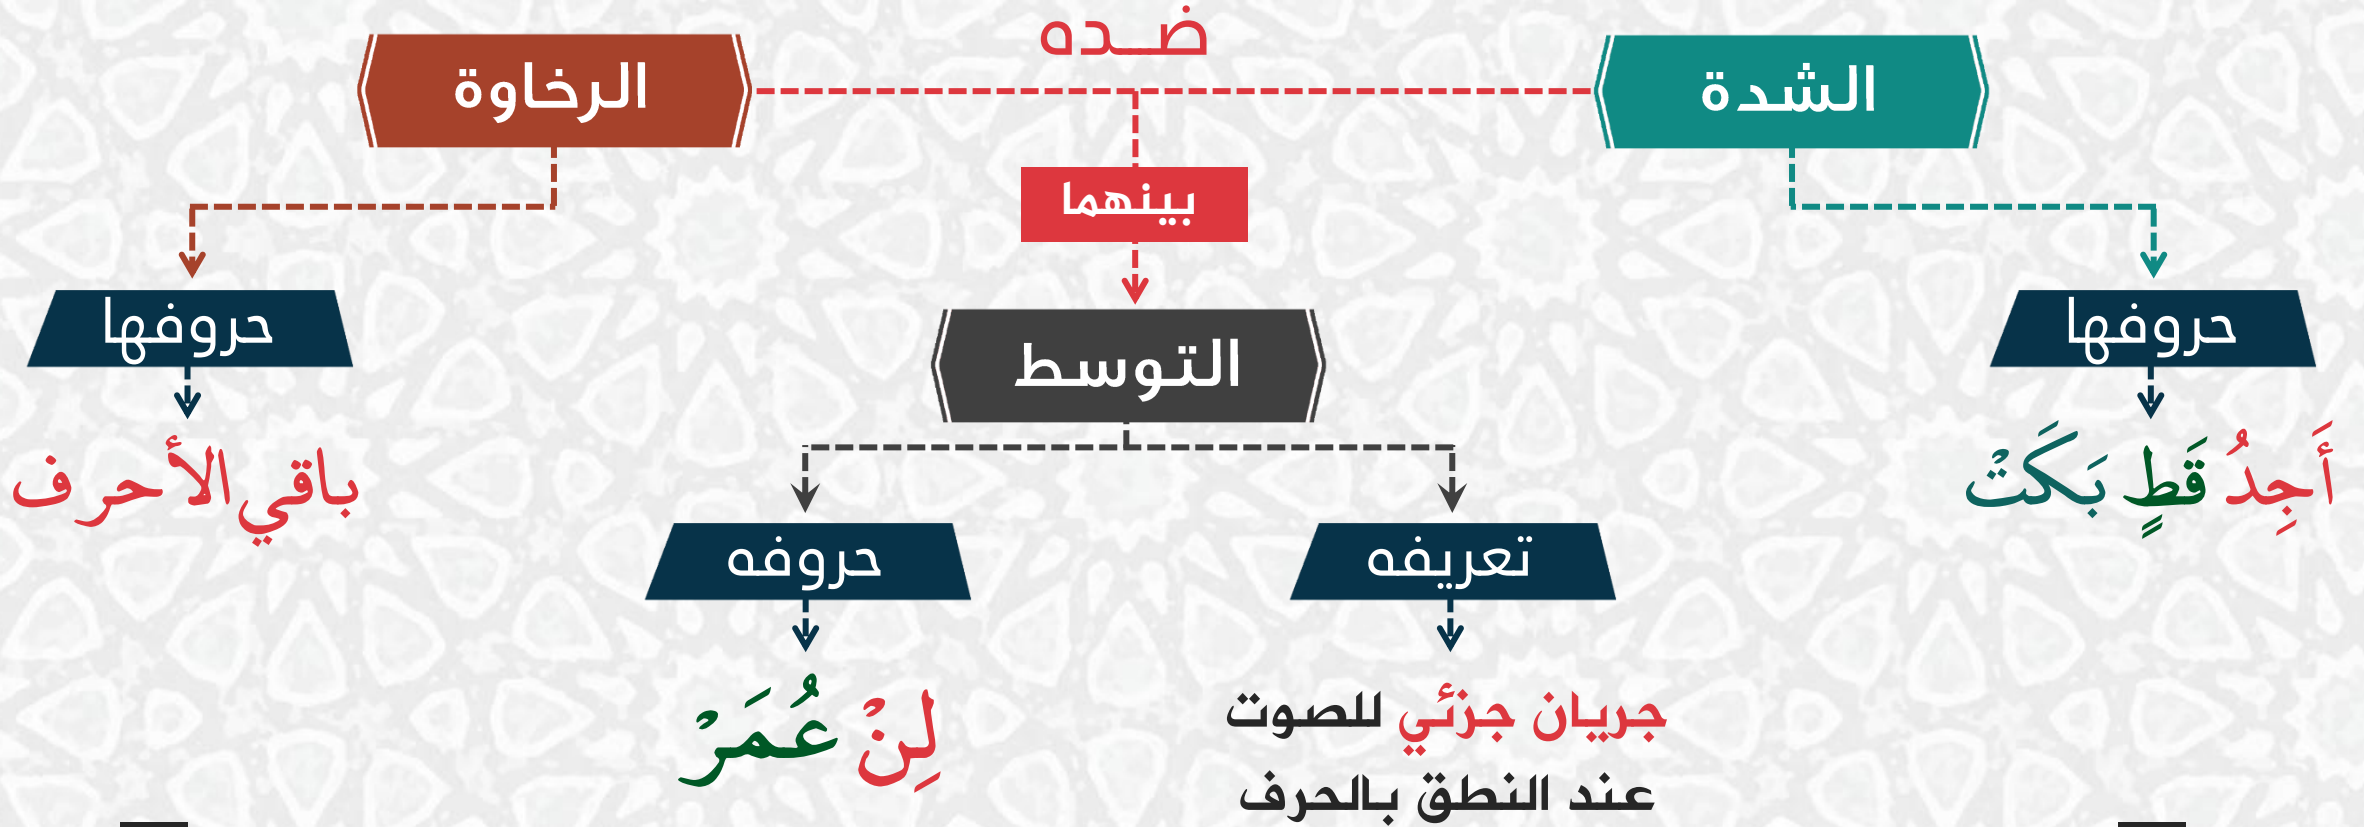 ضده
الشدة
الرخاوة
بينهما
حروفها
حروفها
التوسط
أَجِدُ قَطٍ بَكَتْ
باقي الأحرف
تعريفه
حروفه
جريان جزئي للصوت
عند النطق بالحرف
لِنْ عُمَرْ